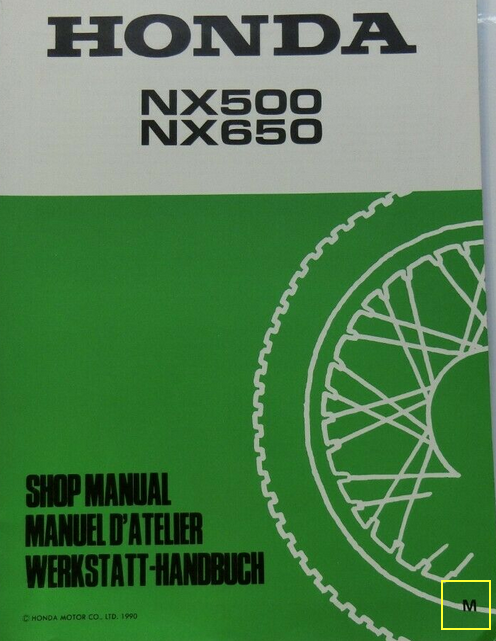 HONDA
NX500
NX650
SHOP MANUAL
MANUEL D'ATELIER
WERKSTATT-HANDBUCH
© HONDA MOTOR CO., LTD. 1990
M